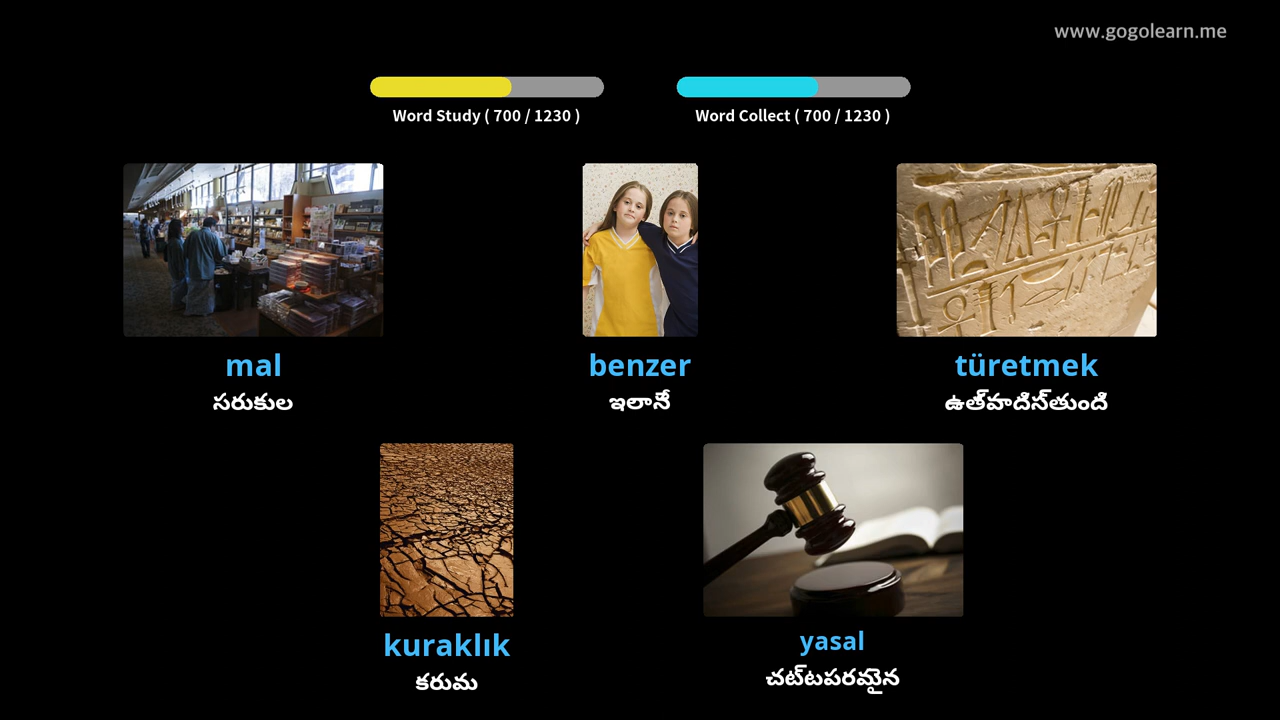 www.gogolearn.me
Word Study ( 700 / 1230 )
Word Collect ( 700 / 1230 )
mal
సరుకుల
benzer
ఇలానే
türetmek
ఉత్పాదిస్తుంది
kuraklık
కరుమ
yasal
చట్టపరమైన